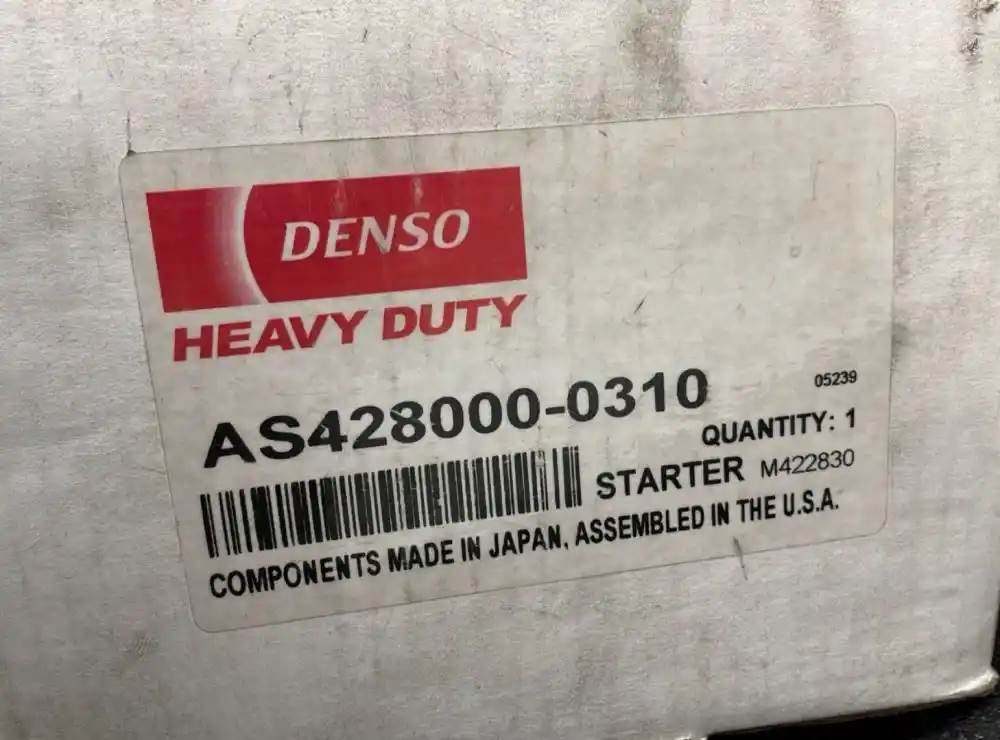 DENSO
HEAVY DUTY
AS428000-0310
05239
QUANTITY: 1
STARTER M422830
COMPONENTS MADE IN JAPAN, ASSEMBLED IN THE U.S.A.